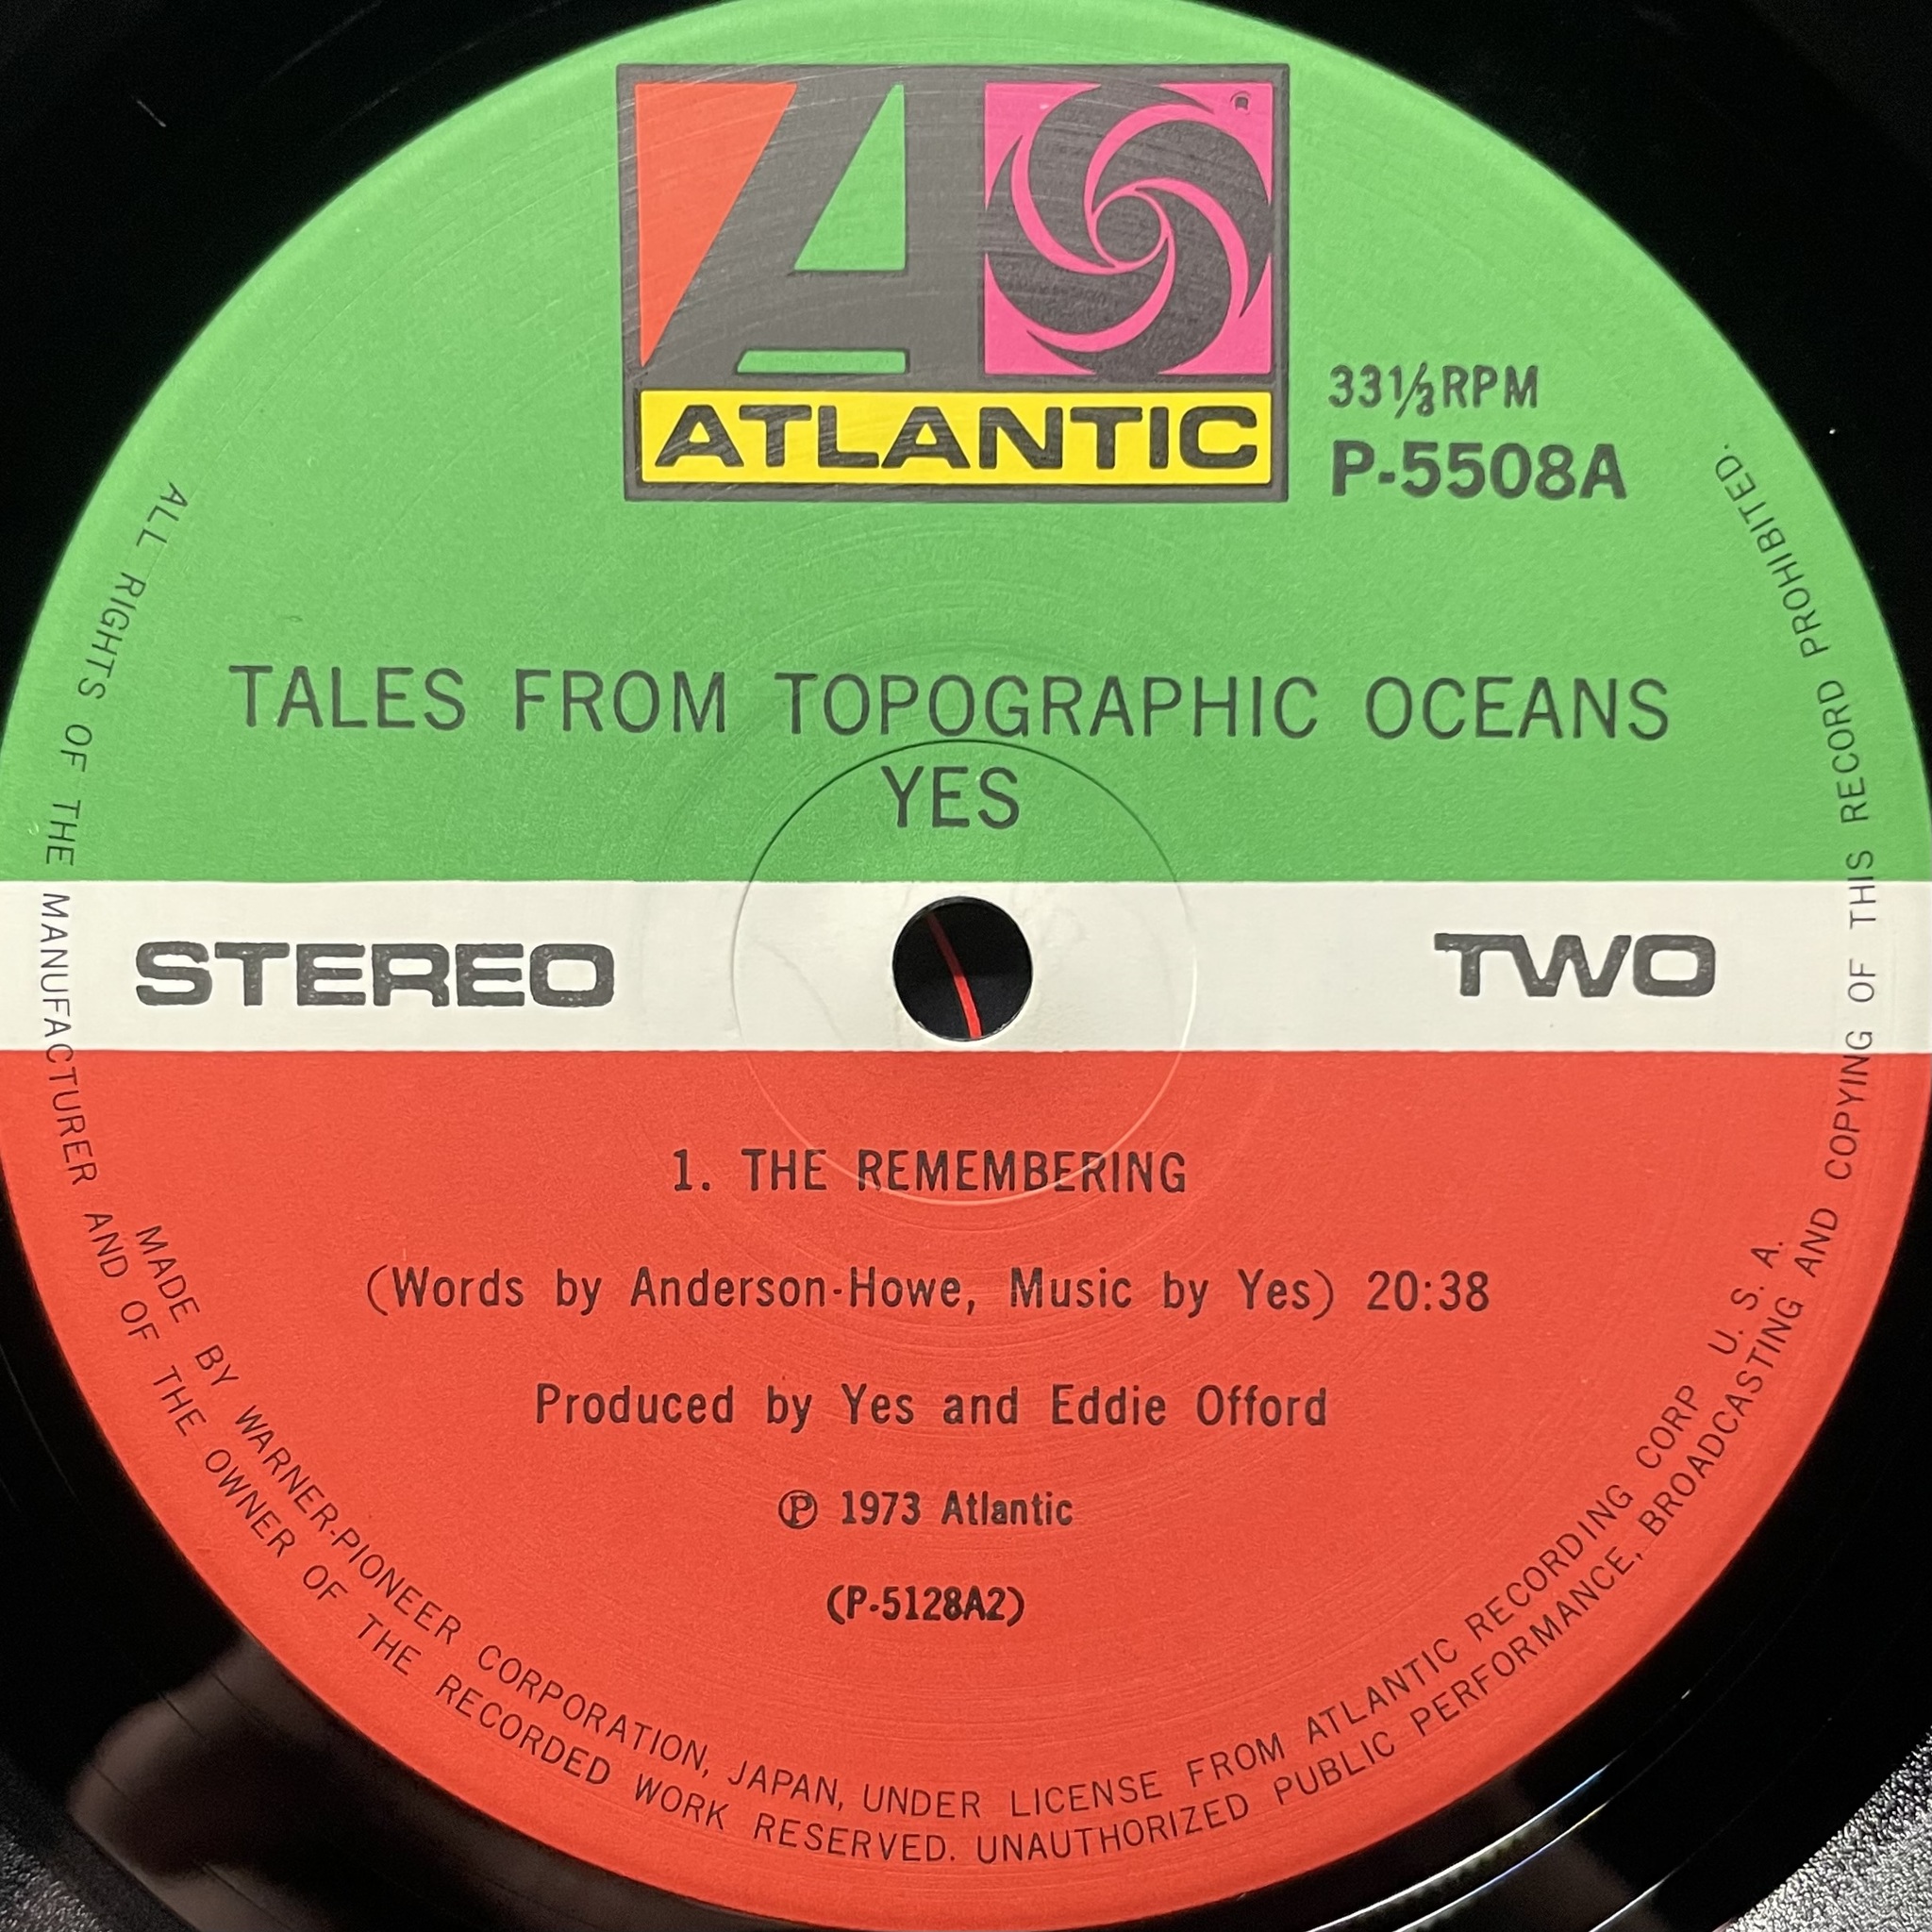 ATLANTIC
33⅓RPM
P-5508A
TALES FROM TOPOGRAPHIC OCEANS
YES
STEREO
TWO
1. THE REMEMBERING
(Words by Anderson-Howe, Music by Yes) 20:38
Produced by Yes and Eddie Offord
℗ 1973 Atlantic
(P-5128A2)
MADE BY WARNER-PIONEER CORPORATION, JAPAN, UNDER LICENSE FROM ATLANTIC RECORDING CORP U. S. A.
ALL RIGHTS OF THE MANUFACTURER AND OF THE OWNER OF THE RECORDED WORK RESERVED. UNAUTHORIZED PUBLIC PERFORMANCE, BROADCASTING AND COPYING OF THIS RECORD PROHIBITED.